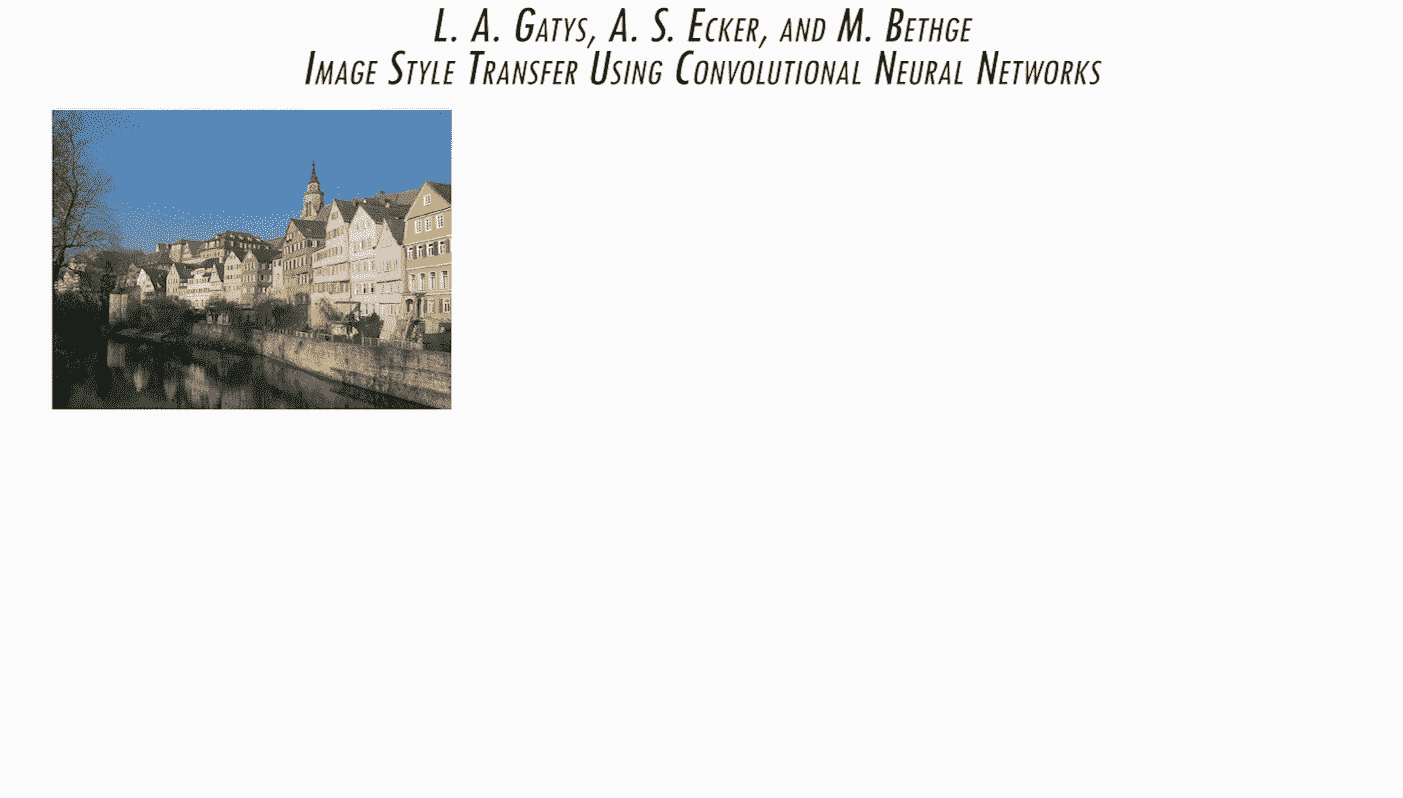 L. A. Gatys, A. S. Ecker, and M. Bethge
Image Style Transfer Using Convolutional Neural Networks